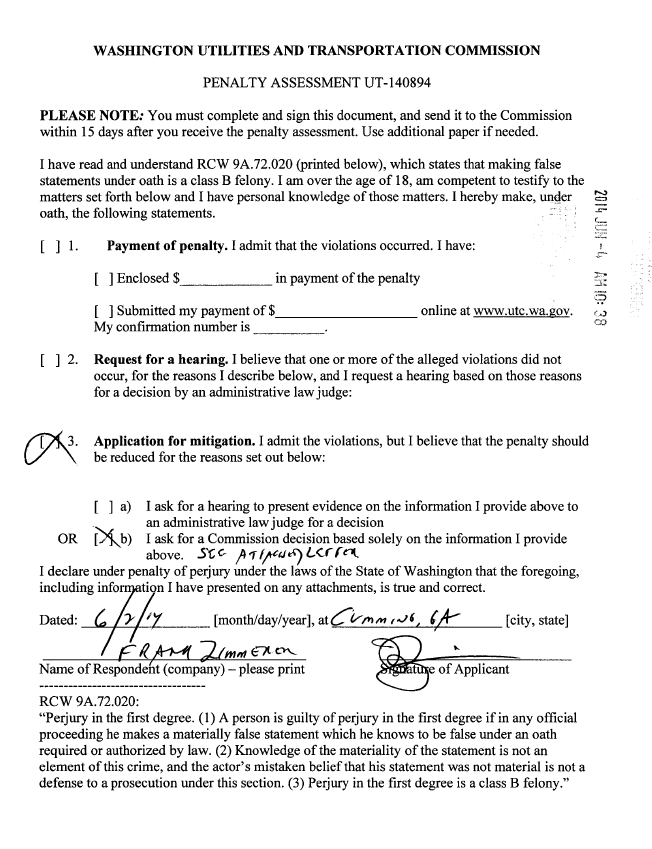 WASHINGTON UTILITIES AND TRANSPORTATION COMMISSION
PENALTY ASSESSMENT UT-140894
PLEASE NOTE: You must complete and sign this document, and send it to the Commission
within 15 days after you receive the penalty assessment. Use additional paper if needed.
I have read and understand RCW 9A.72.020 (printed below), which states that making false
statements under oath is a class B felony. I am over the age of 18, am competent to testify to the
matters set forth below and I have personal knowledge of those matters. I hereby make, under
oath, the following statements.
2014 JUN -4 AM 10: 38
[ ] 1. Payment of penalty. I admit that the violations occurred. I have:
[ ] Enclosed $____________ in payment of the penalty
[ ] Submitted my payment of $___________________ online at www.utc.wa.gov.
My confirmation number is __________.
[ ] 2. Request for a hearing. I believe that one or more of the alleged violations did not
occur, for the reasons I describe below, and I request a hearing based on those reasons
for a decision by an administrative law judge:
[X] 3. Application for mitigation. I admit the violations, but I believe that the penalty should
be reduced for the reasons set out below:
[ ] a) I ask for a hearing to present evidence on the information I provide above to
an administrative law judge for a decision
OR [X] b) I ask for a Commission decision based solely on the information I provide
above. SEE ATTACHED LETTER
I declare under penalty of perjury under the laws of the State of Washington that the foregoing,
including information I have presented on any attachments, is true and correct.
Dated: 6/2/14 [month/day/year], at CUMMING, GA [city, state]
FRANK
Name of Respondent (company) – please print Signature of Applicant
----------------------------------
RCW 9A.72.020:
“Perjury in the first degree. (1) A person is guilty of perjury in the first degree if in any official
proceeding he makes a materially false statement which he knows to be false under an oath
required or authorized by law. (2) Knowledge of the materiality of the statement is not an
element of this crime, and the actor’s mistaken belief that his statement was not material is not a
defense to a prosecution under this section. (3) Perjury in the first degree is a class B felony.”